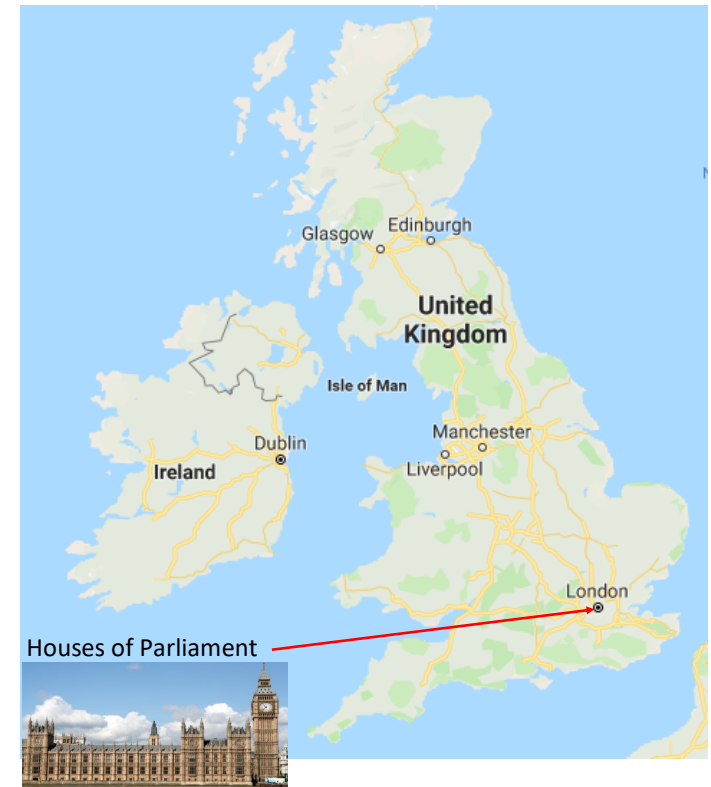 Glasgow
Edinburgh
United
Kingdom
Isle of Man
Dublin
Ireland
Manchester
Liverpool
London
Houses of Parliament
N